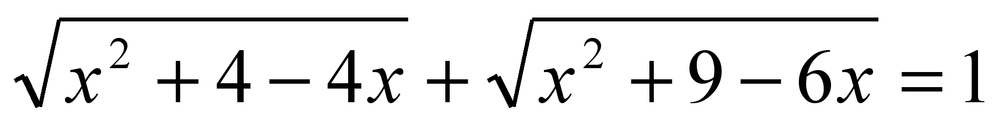 √(x² + 4 − 4x) + √(x² + 9 − 6x) = 1